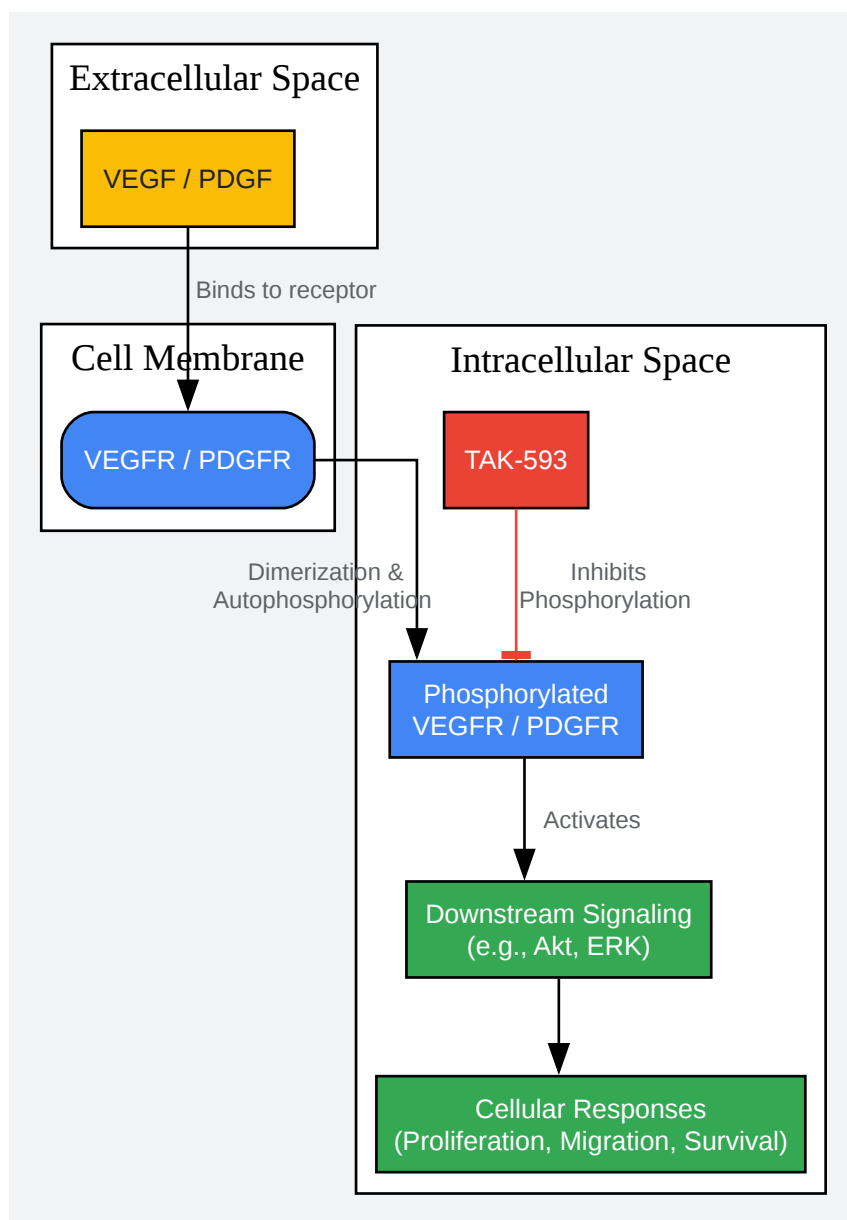 Extracellular Space
VEGF / PDGF
Binds to receptor
Cell Membrane
VEGFR / PDGFR
Intracellular Space
TAK-593
Dimerization &
Autophosphorylation
Inhibits
Phosphorylation
Phosphorylated
VEGFR / PDGFR
Activates
Downstream Signaling
(e.g., Akt, ERK)
Cellular Responses
(Proliferation, Migration, Survival)